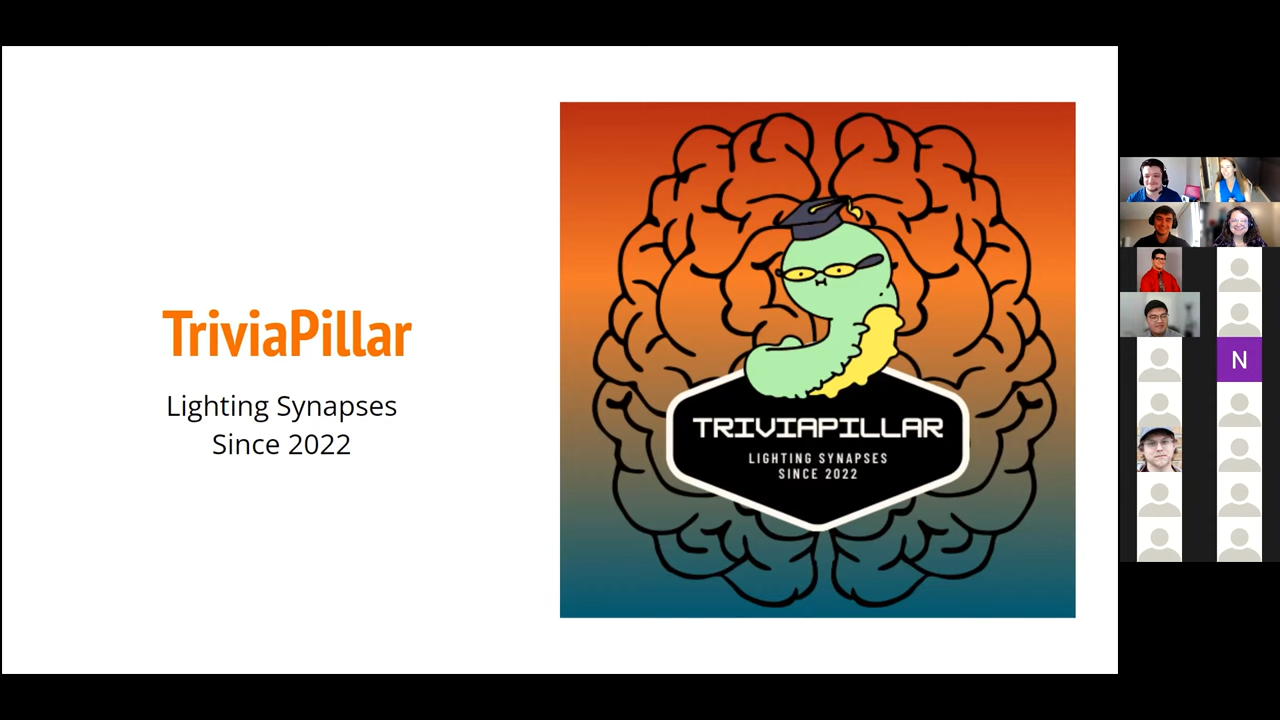 TriviaPillar
Lighting Synapses
Since 2022
TRIVIAPILLAR
LIGHTING SYNAPSES
SINCE 2022
N